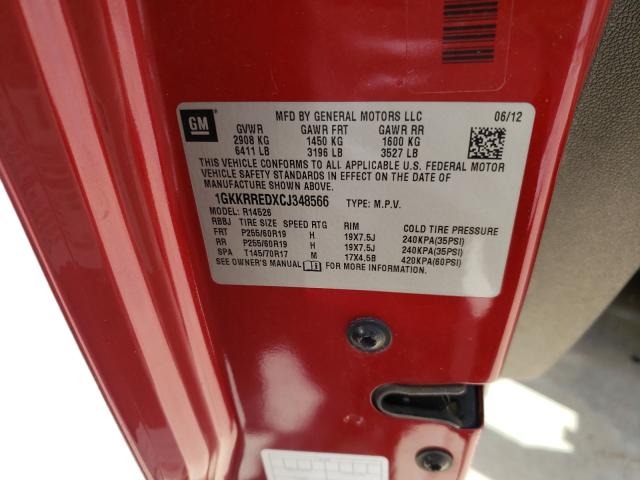 GM MFD BY GENERAL MOTORS LLC 06/12
GVWR GAWR FRT GAWR RR
2908 KG 1450 KG 1600 KG
6411 LB 3196 LB 3527 LB
THIS VEHICLE CONFORMS TO ALL APPLICABLE U.S. FEDERAL MOTOR
VEHICLE SAFETY STANDARDS IN EFFECT ON THE DATE OF
MANUFACTURE SHOWN ABOVE.
1GKKRREDXCJ348566 TYPE: M.P.V.
MODEL: R14526
RBBJ TIRE SIZE SPEED RTG RIM COLD TIRE PRESSURE
FRT P255/60R19 H 19X7.5J 240KPA(35PSI)
RR P255/60R19 H 19X7.5J 240KPA(35PSI)
SPA T145/70R17 M 17X4.5B 420KPA(60PSI)
SEE OWNER'S MANUAL FOR MORE INFORMATION.